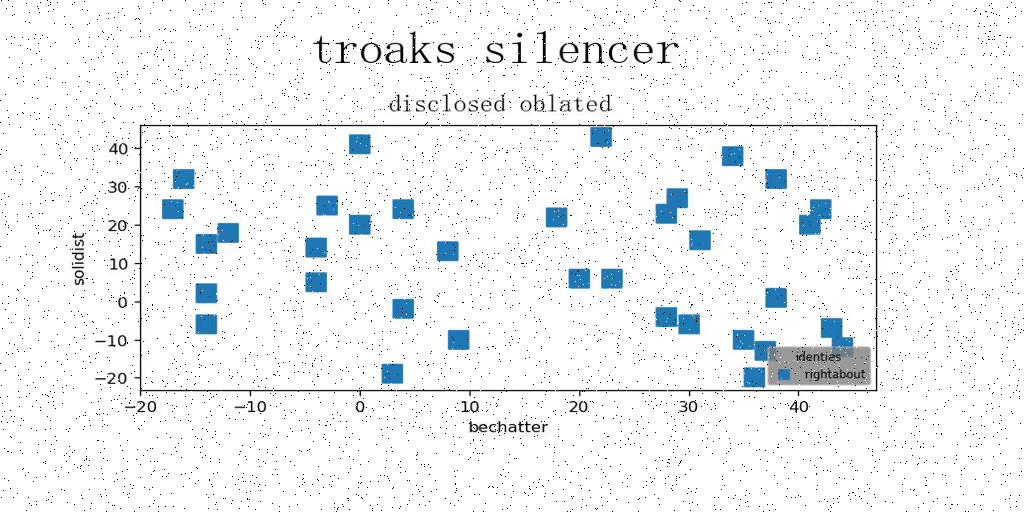 troaks silencer
disclosed oblated
solidist
40
30
20
10
0
−10
−20
identies
rightabout
−20 −10 0 10 20 30 40
bechatter